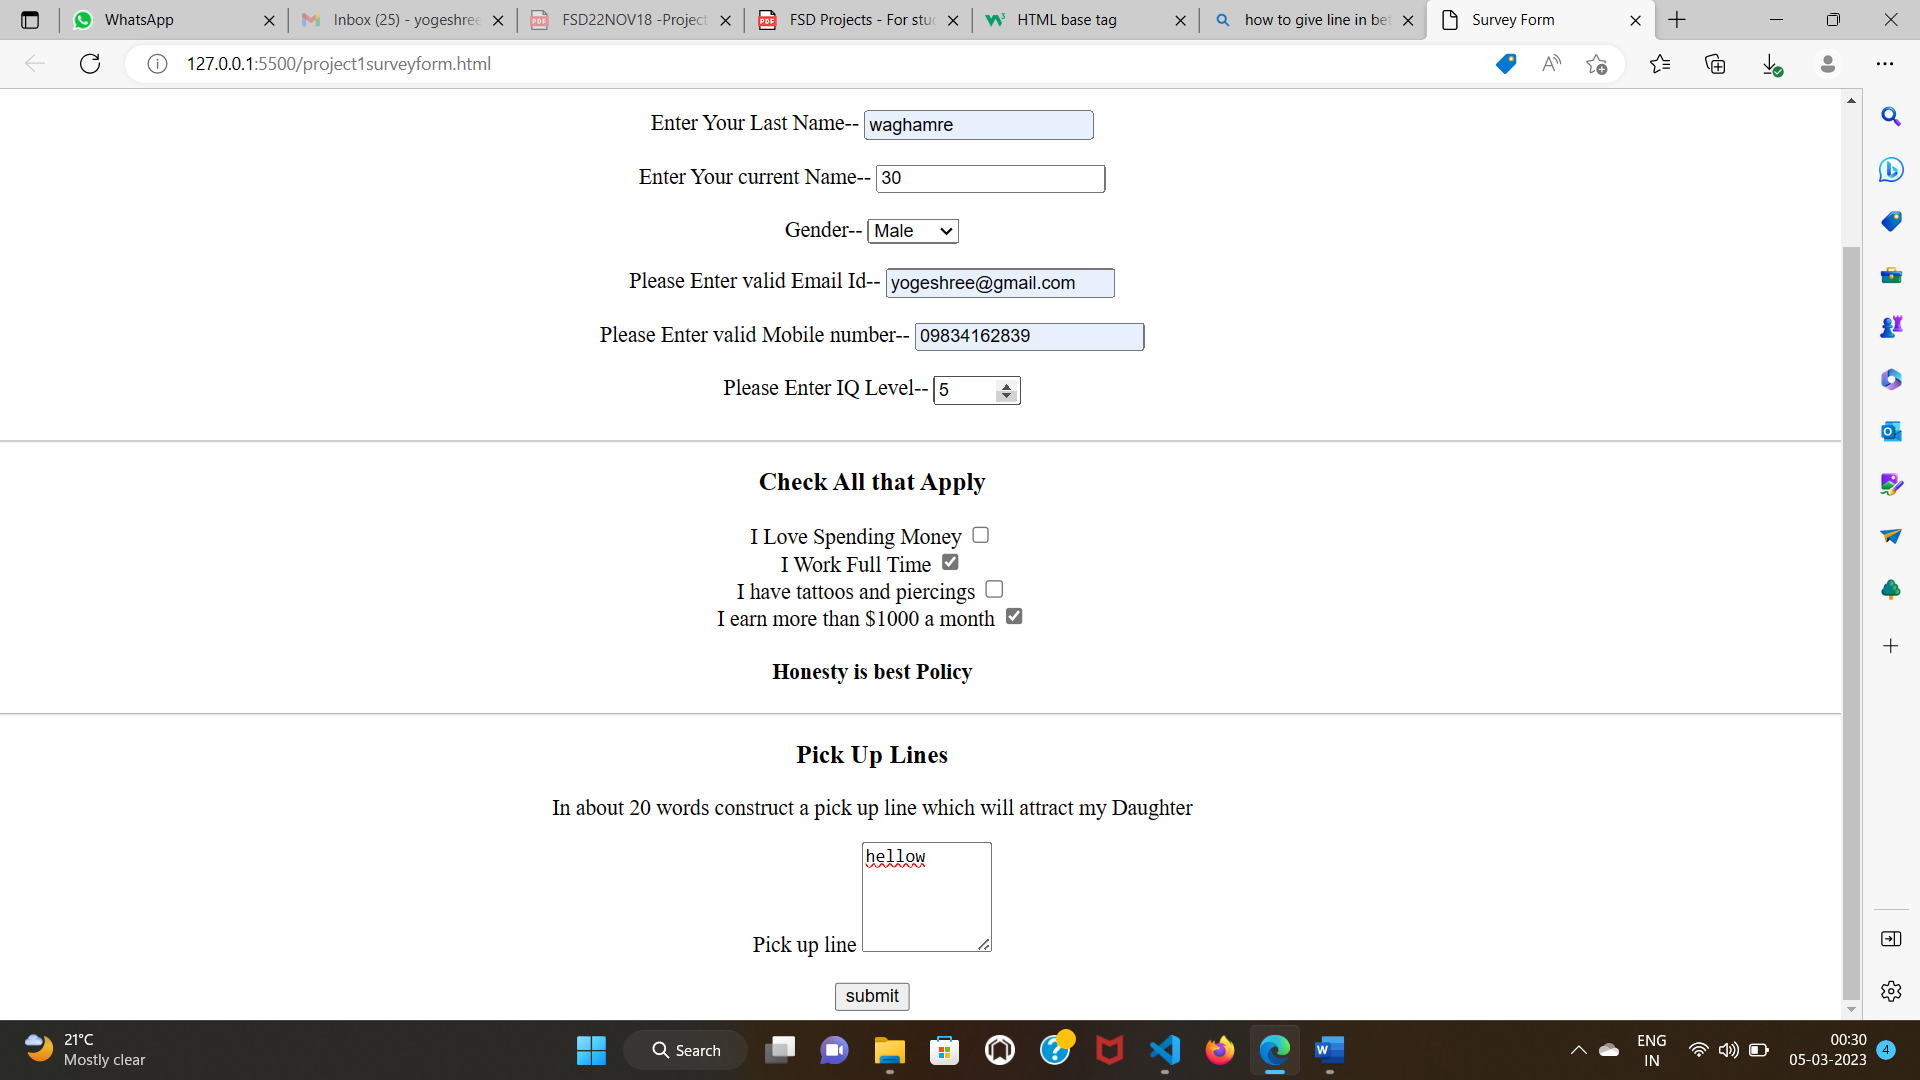 WhatsApp
Inbox (25) - yogeshree
FSD22NOV18 -Project
FSD Projects - For stu
HTML base tag
how to give line in be
Survey Form
127.0.0.1:5500/project1surveyform.html
Enter Your Last Name-- waghamre
Enter Your current Name-- 30
Gender-- Male
Please Enter valid Email Id-- yogeshree@gmail.com
Please Enter valid Mobile number-- 09834162839
Please Enter IQ Level-- 5
Check All that Apply
I Love Spending Money
I Work Full Time
I have tattoos and piercings
I earn more than $1000 a month
Honesty is best Policy
Pick Up Lines
In about 20 words construct a pick up line which will attract my Daughter
hellow
Pick up line
submit
21°C
Mostly clear
Search
ENG
IN
00:30
05-03-2023
4